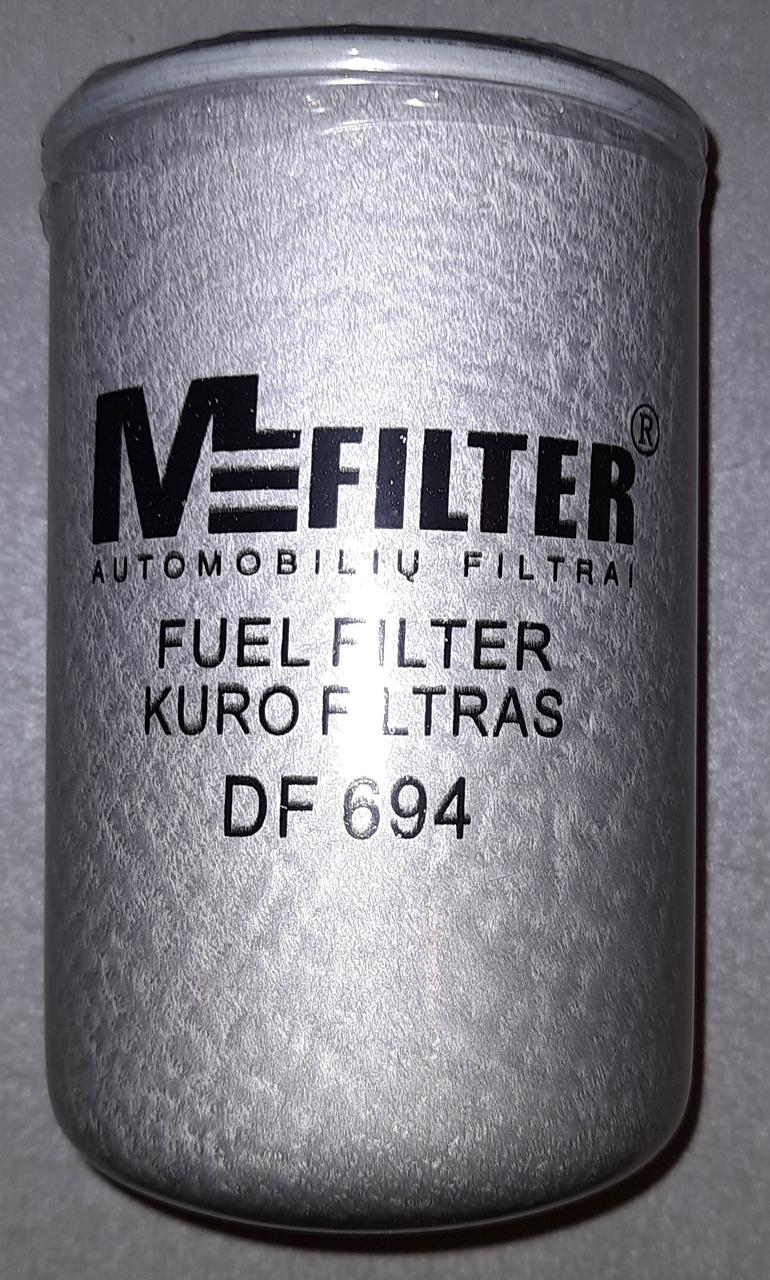 MFILTER®
AUTOMOBILIŲ FILTRAI
FUEL FILTER
KURO FILTRAS
DF 694